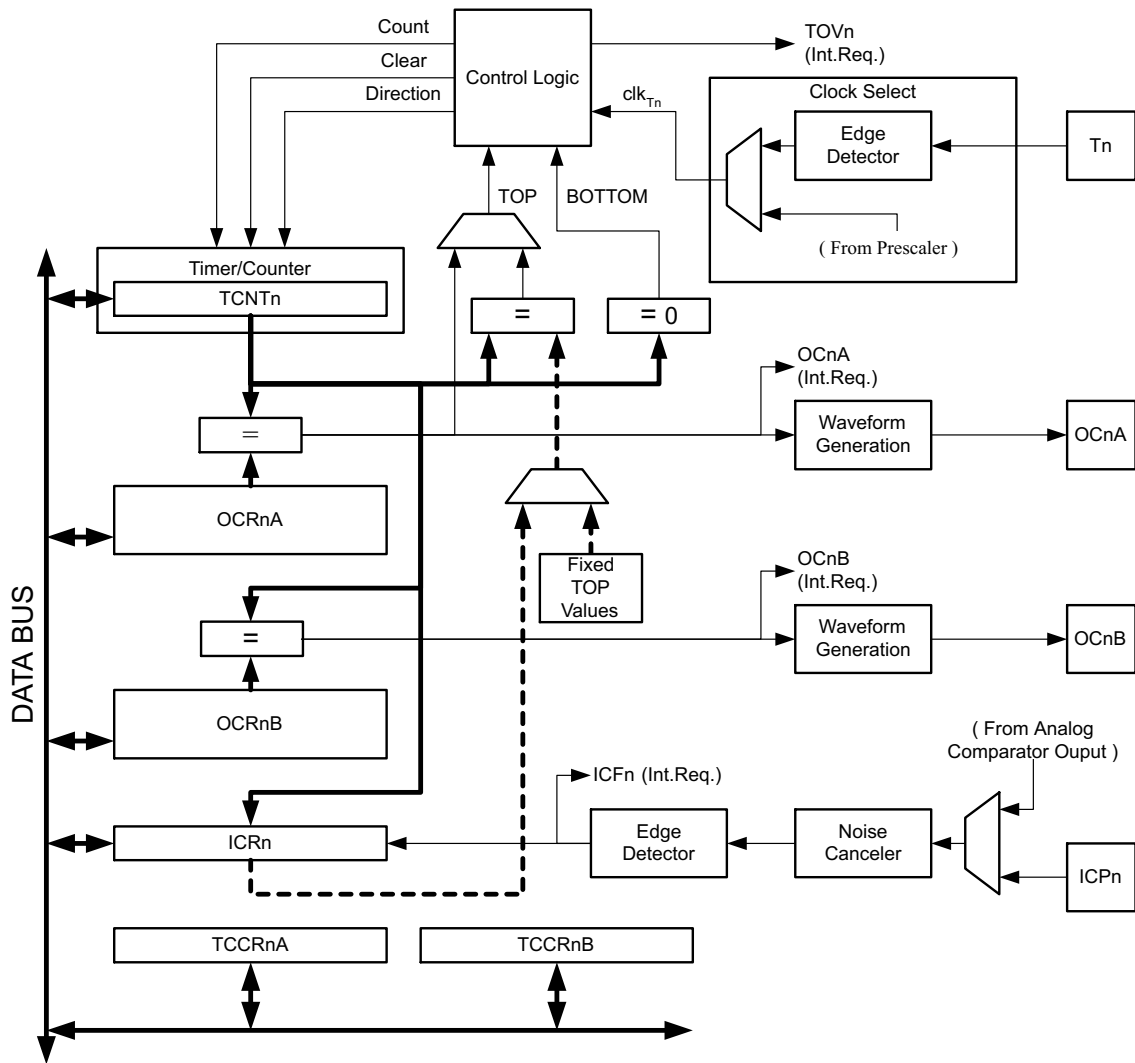 Count
Clear
Direction
Control Logic
TOVn
(Int.Req.)
clkTn
Clock Select
Edge
Detector
Tn
( From Prescaler )
TOP
BOTTOM
Timer/Counter
TCNTn
=
= 0
OCnA
(Int.Req.)
=
Waveform
Generation
OCnA
OCRnA
Fixed
TOP
Values
OCnB
(Int.Req.)
=
Waveform
Generation
OCnB
OCRnB
DATA BUS
( From Analog
Comparator Ouput )
ICFn (Int.Req.)
ICRn
Edge
Detector
Noise
Canceler
ICPn
TCCRnA
TCCRnB